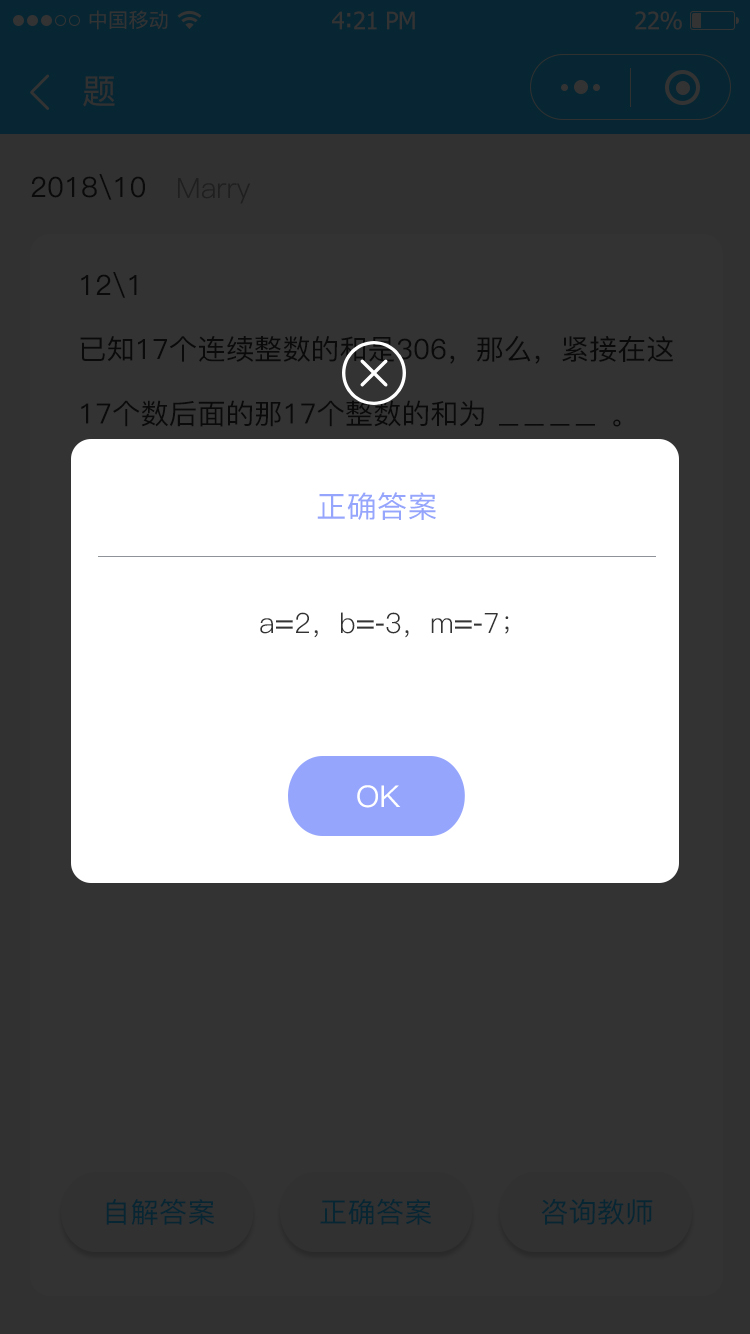 中国移动 4:21 PM 22%
题
2018\10 Marry
12\1
已知17个连续整数的和是306，那么，紧接在这
17个数后面的那17个整数的和为 ____ 。
正确答案
a=2，b=-3，m=-7；
OK
自解答案 正确答案 咨询教师